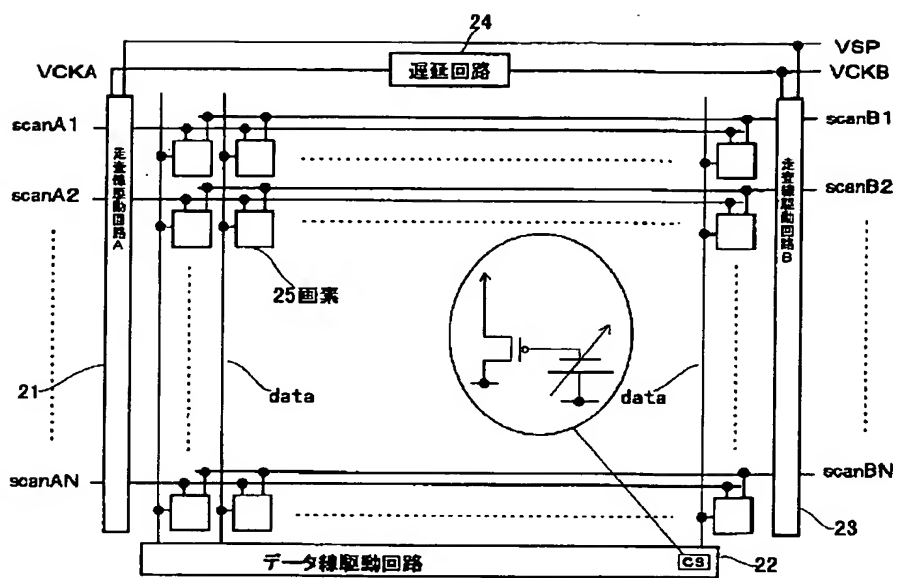 24
VSP
VCKA
遅延回路
VCKB
scanA1
scanB1
走査線駆動回路A
走査線駆動回路B
scanA2
scanB2
25画素
21
data
data
scanAN
scanBN
23
データ線駆動回路
CS
22